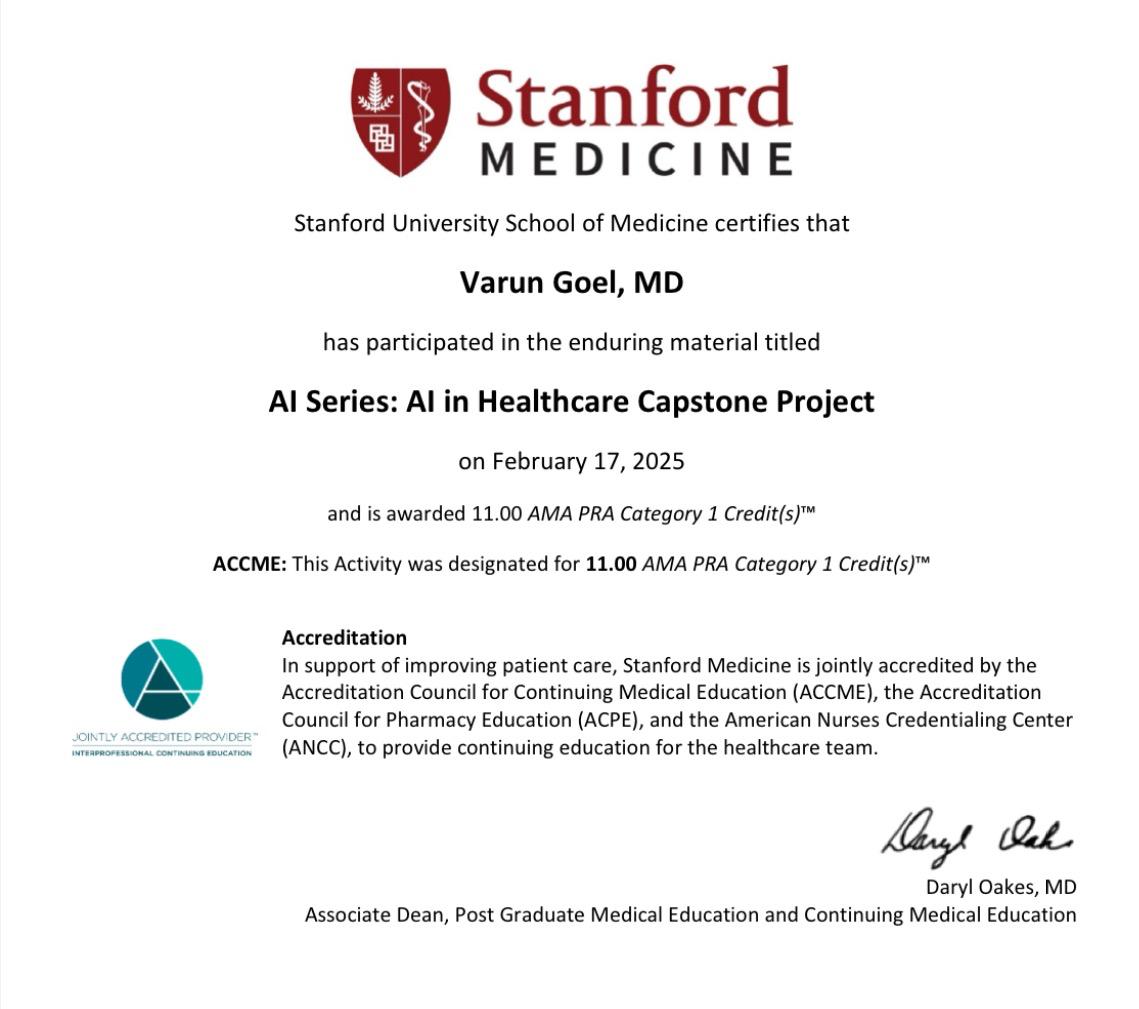 Stanford
MEDICINE
Stanford University School of Medicine certifies that
Varun Goel, MD
has participated in the enduring material titled
AI Series: AI in Healthcare Capstone Project
on February 17, 2025
and is awarded 11.00 AMA PRA Category 1 Credit(s)™
ACCME: This Activity was designated for 11.00 AMA PRA Category 1 Credit(s)™
JOINTLY ACCREDITED PROVIDER™
INTERPROFESSIONAL CONTINUING EDUCATION
Accreditation
In support of improving patient care, Stanford Medicine is jointly accredited by the
Accreditation Council for Continuing Medical Education (ACCME), the Accreditation
Council for Pharmacy Education (ACPE), and the American Nurses Credentialing Center
(ANCC), to provide continuing education for the healthcare team.
Daryl Oak
Daryl Oakes, MD
Associate Dean, Post Graduate Medical Education and Continuing Medical Education